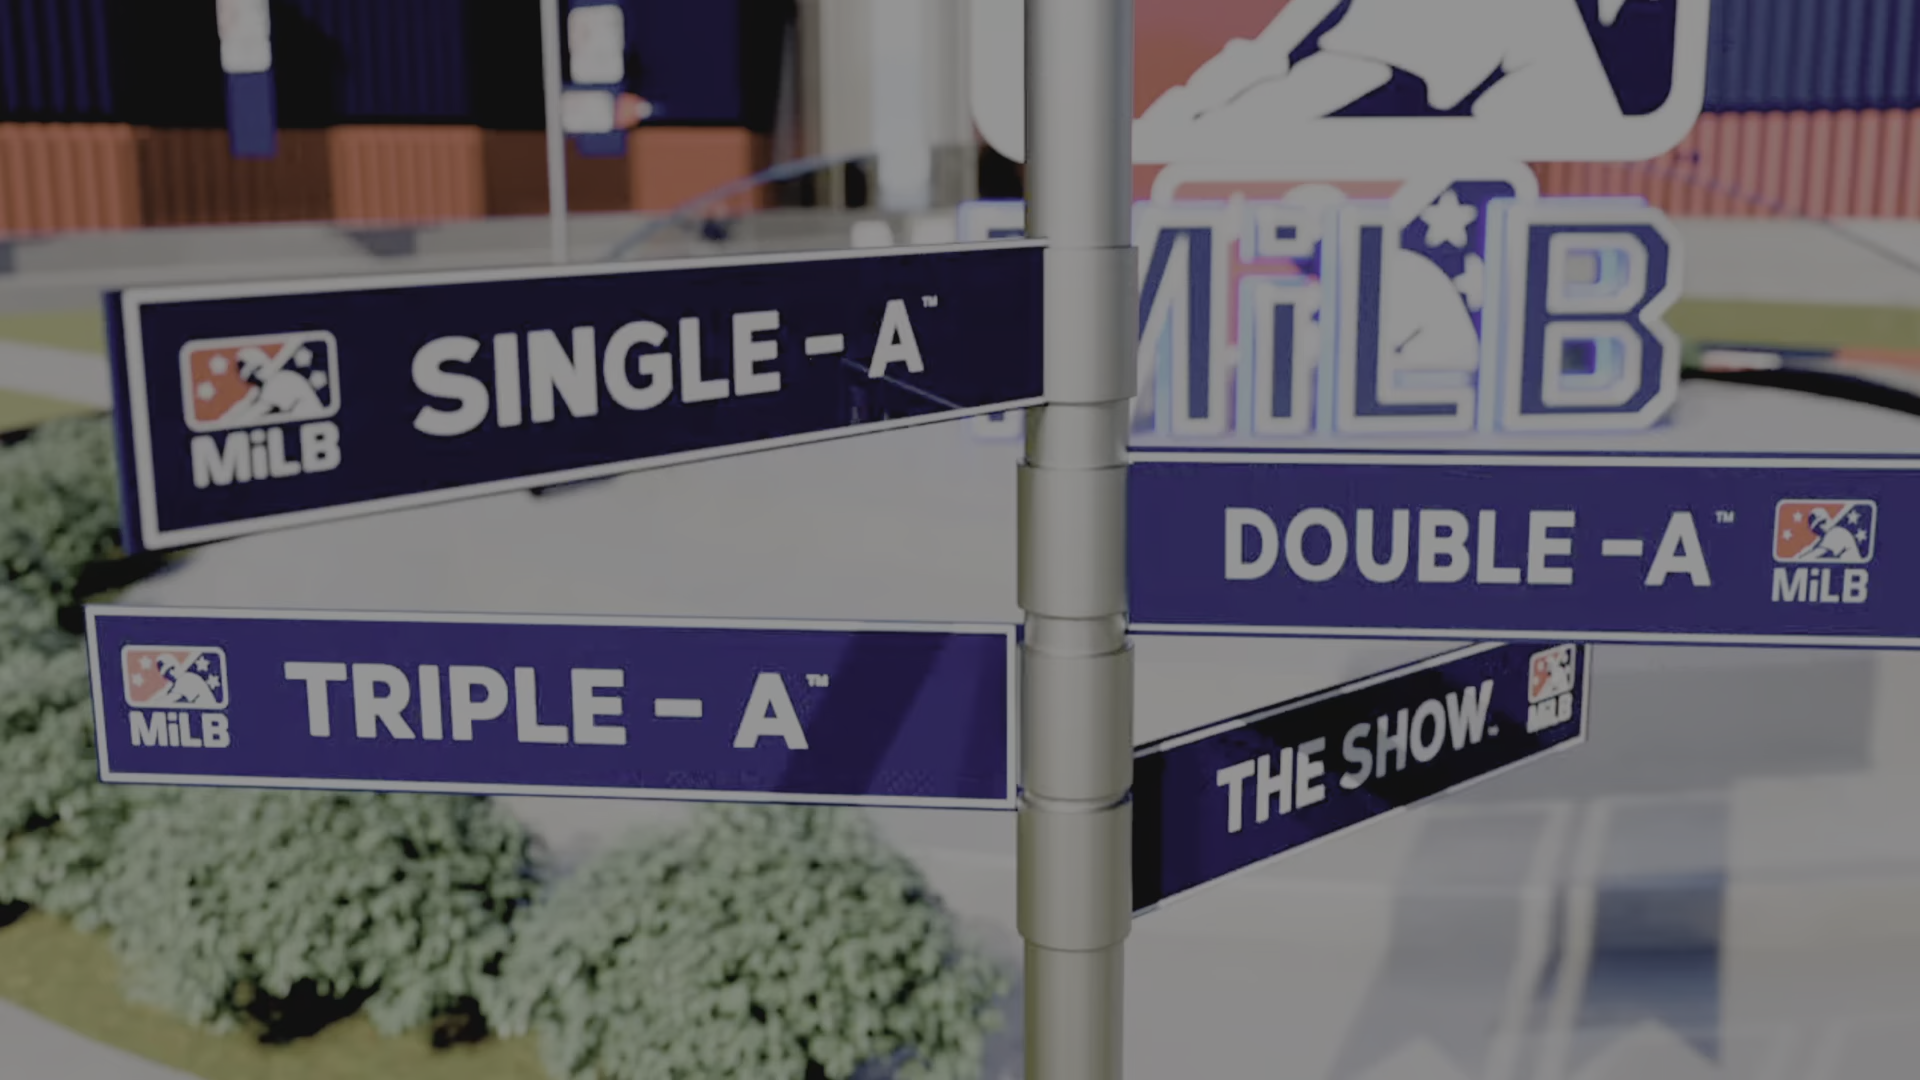 MiLB
SINGLE - A™
MiLB
DOUBLE -A™
MiLB
TRIPLE - A™
MiLB
THE SHOW.
MiLB